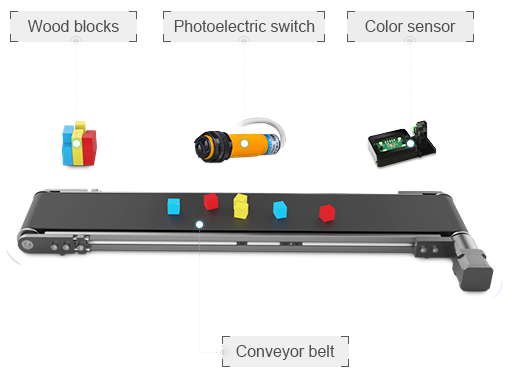 Wood blocks
Photoelectric switch
Color sensor
Conveyor belt